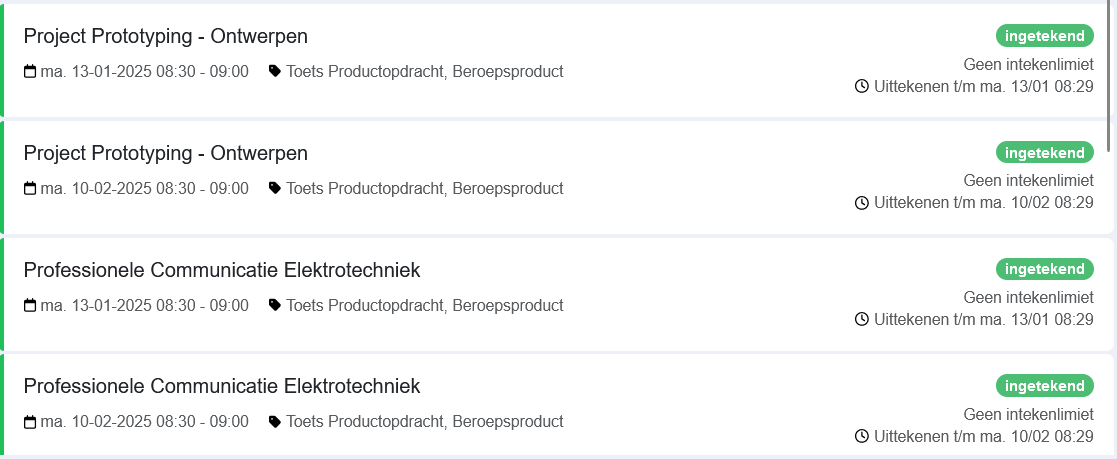 Project Prototyping - Ontwerpen
ingetekend
ma. 13-01-2025 08:30 - 09:00 Toets Productopdracht, Beroepsproduct
Geen intekenlimiet
Uittekenen t/m ma. 13/01 08:29
Project Prototyping - Ontwerpen
ingetekend
ma. 10-02-2025 08:30 - 09:00 Toets Productopdracht, Beroepsproduct
Geen intekenlimiet
Uittekenen t/m ma. 10/02 08:29
Professionele Communicatie Elektrotechniek
ingetekend
ma. 13-01-2025 08:30 - 09:00 Toets Productopdracht, Beroepsproduct
Geen intekenlimiet
Uittekenen t/m ma. 13/01 08:29
Professionele Communicatie Elektrotechniek
ingetekend
ma. 10-02-2025 08:30 - 09:00 Toets Productopdracht, Beroepsproduct
Geen intekenlimiet
Uittekenen t/m ma. 10/02 08:29